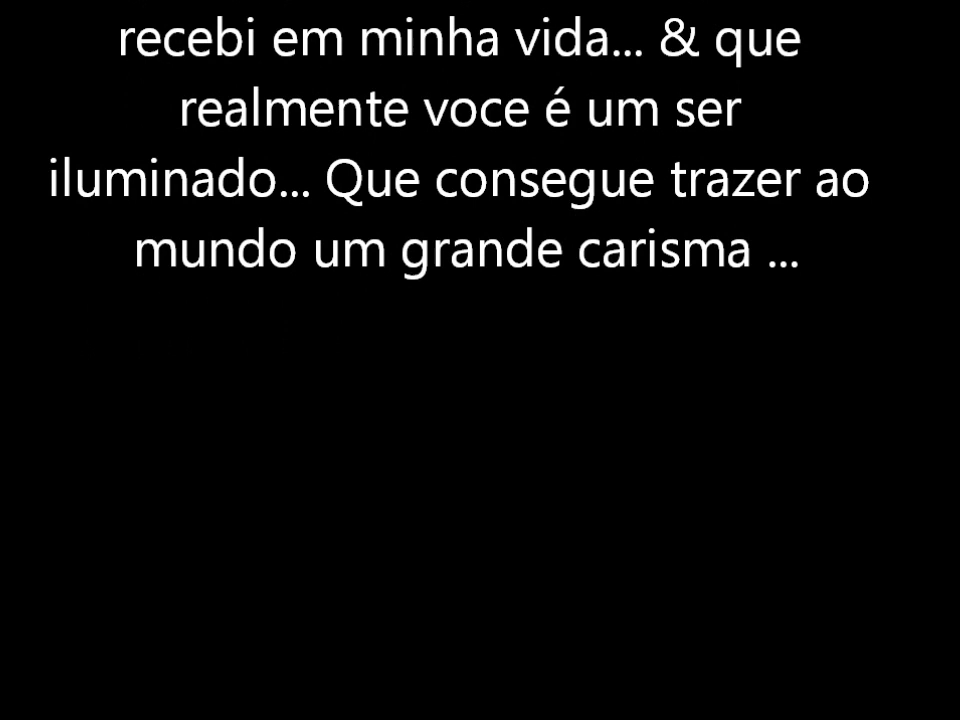 recebi em minha vida... & que
realmente voce é um ser
iluminado... Que consegue trazer ao
mundo um grande carisma ...